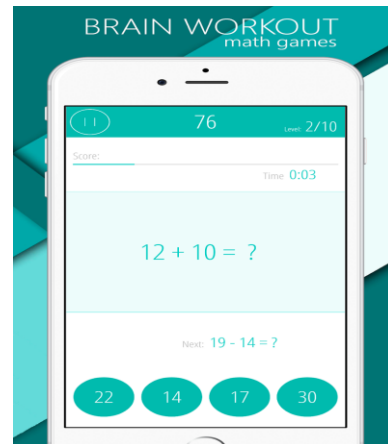 BRAIN WORKOUT
math games
76
Level: 2/10
Score:
Time 0:03
12 + 10 = ?
Next: 19 - 14 = ?
22 14 17 30